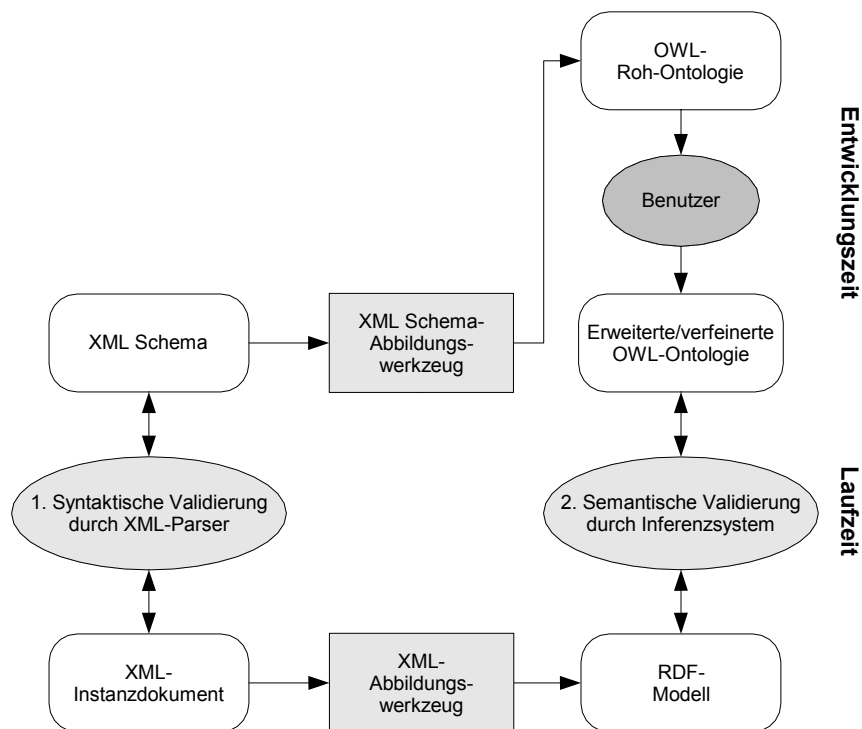 OWL-
Roh-Ontologie
Benutzer
Entwicklungszeit
XML Schema
XML Schema-
Abbildungs-
werkzeug
Erweiterte/verfeinerte
OWL-Ontologie
1. Syntaktische Validierung
durch XML-Parser
2. Semantische Validierung
durch Inferenzsystem
Laufzeit
XML-
Instanzdokument
XML-
Abbildungs-
werkzeug
RDF-
Modell